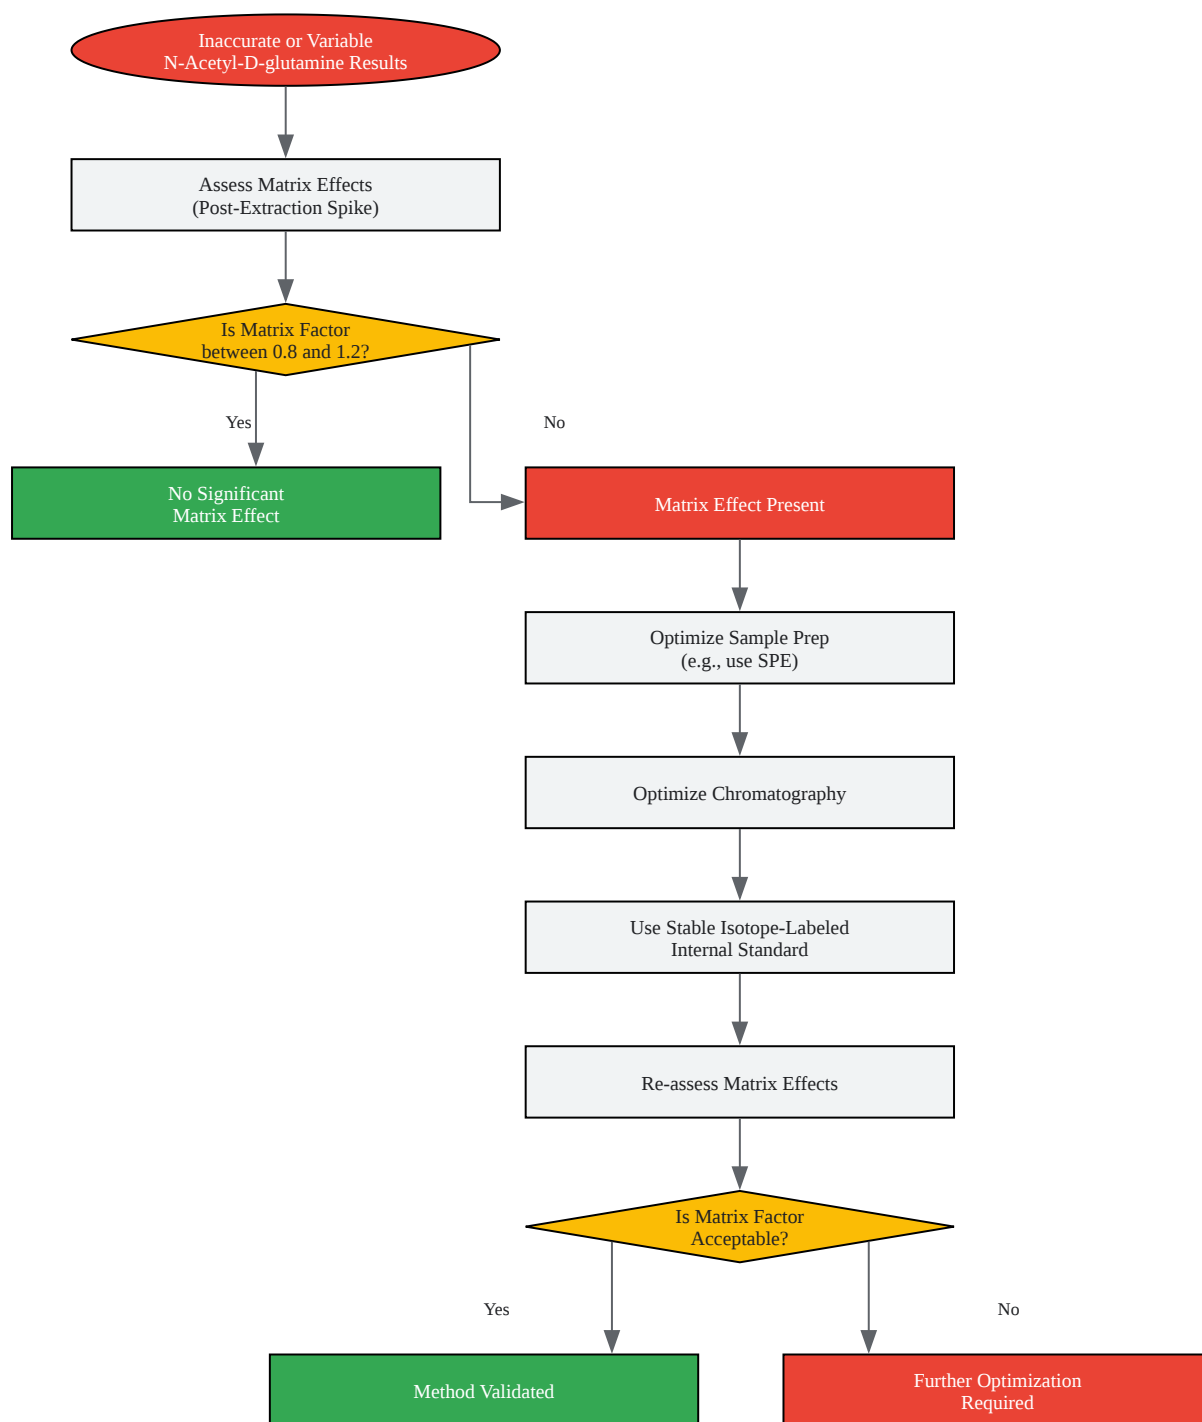 Inaccurate or Variable
N-Acetyl-D-glutamine Results
Assess Matrix Effects
(Post-Extraction Spike)
Is Matrix Factor
between 0.8 and 1.2?
Yes
No
No Significant
Matrix Effect
Matrix Effect Present
Optimize Sample Prep
(e.g., use SPE)
Optimize Chromatography
Use Stable Isotope-Labeled
Internal Standard
Re-assess Matrix Effects
Is Matrix Factor
Acceptable?
Yes
No
Method Validated
Further Optimization
Required